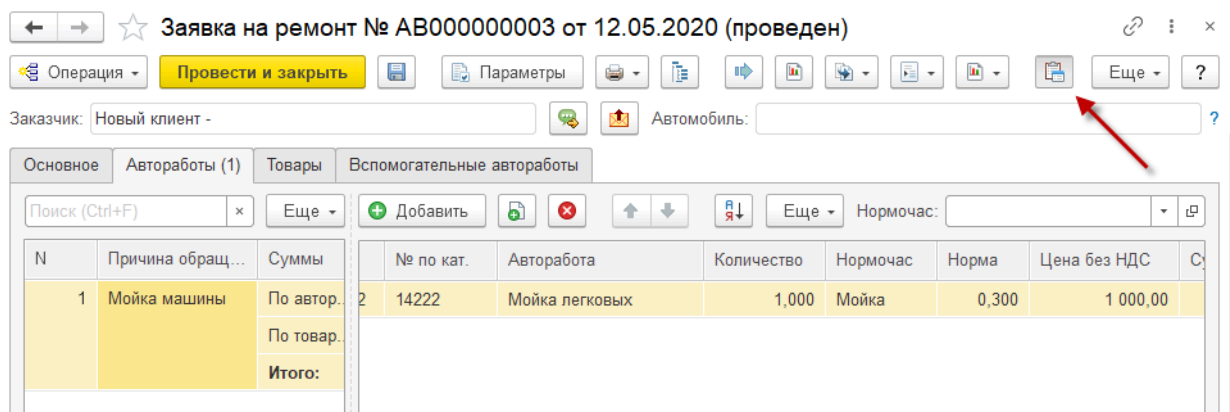 Заявка на ремонт № АВ000000003 от 12.05.2020 (проведен)
Операция Провести и закрыть Параметры Еще ?
Заказчик: Новый клиент - Автомобиль: ?
Основное АвторабОты (1) Товары Вспомогательные автоработы
Поиск (Ctrl+F) × Еще Добавить Еще Нормочас:
N Причина обращ... Суммы № по кат. Авторабота Количество Нормочас Норма Цена без НДС
1 Мойка машины По автор... 2 14222 Мойка легковых 1,000 Мойка 0,300 1 000,00
По товар...
Итого: